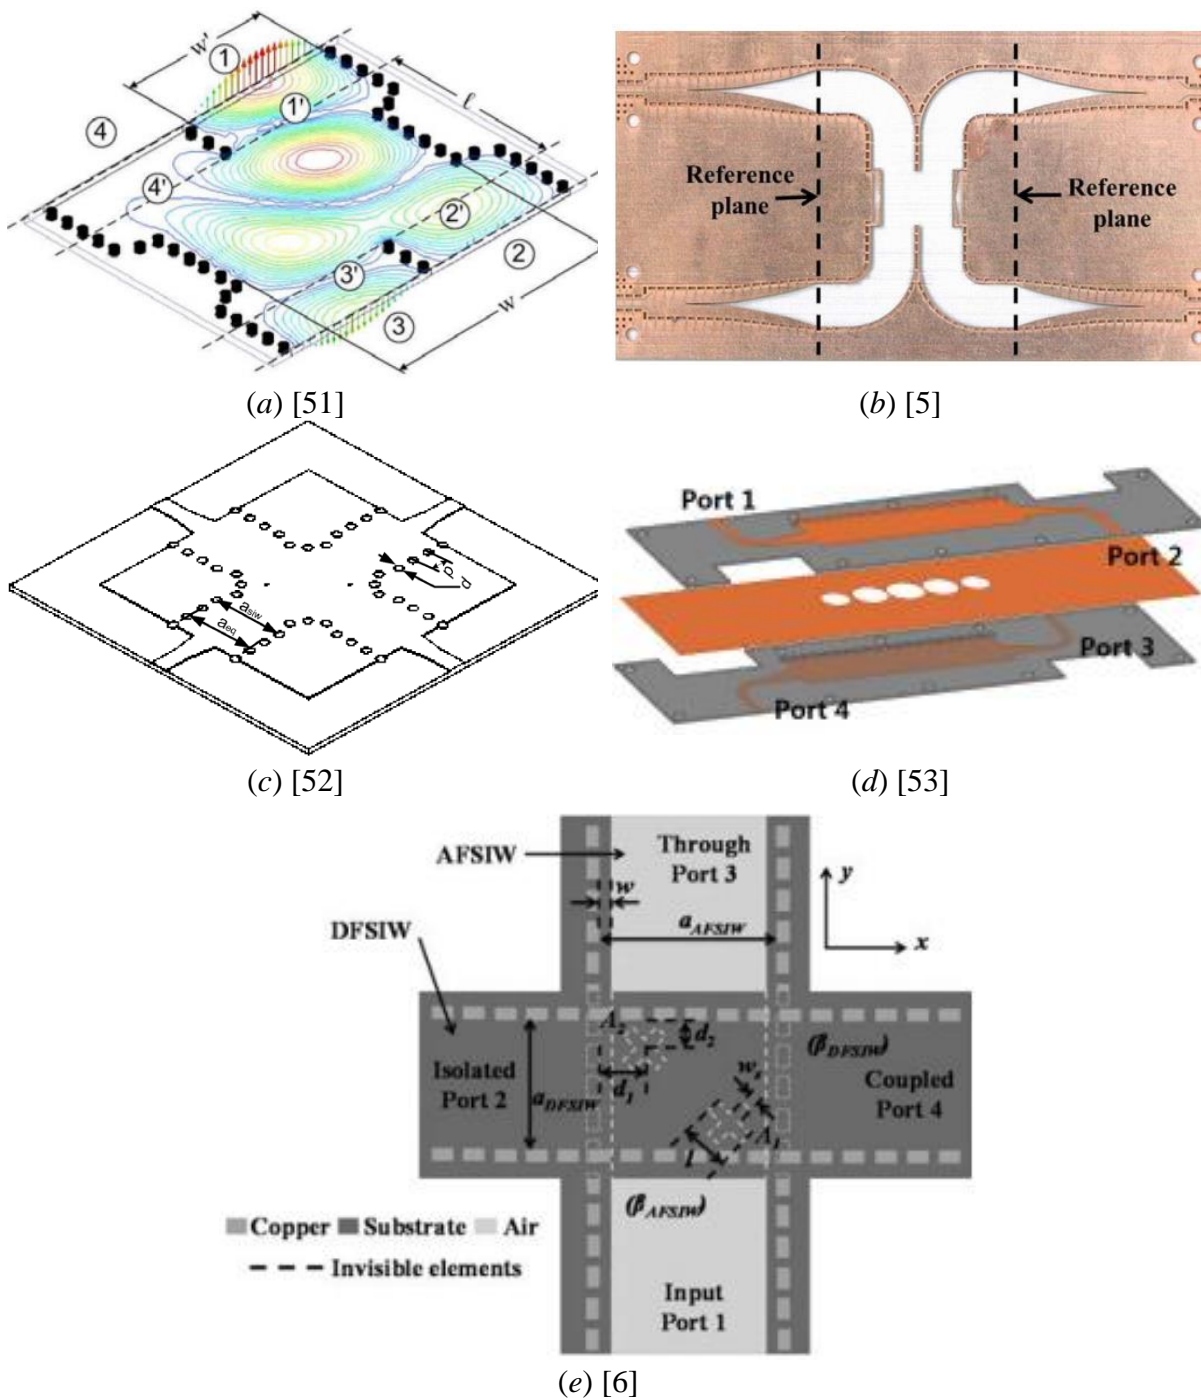 w'
1
1'
ℓ
4
4'
2'
2
3'
3
w
(a) [51]
Reference
plane
Reference
plane
(b) [5]
p
d
a_siw
a_eq
(c) [52]
Port 1
Port 2
Port 3
Port 4
(d) [53]
AFSIW
Through
Port 3
w
y
a_AFSIW
x
DFSIW
A_2
d_2
(β_DFSIW)
Isolated
Port 2
w_s
Coupled
Port 4
d_1
a_DFSIW
A_1
l
(β_AFSIW)
Copper Substrate Air
Invisible elements
Input
Port 1
(e) [6]